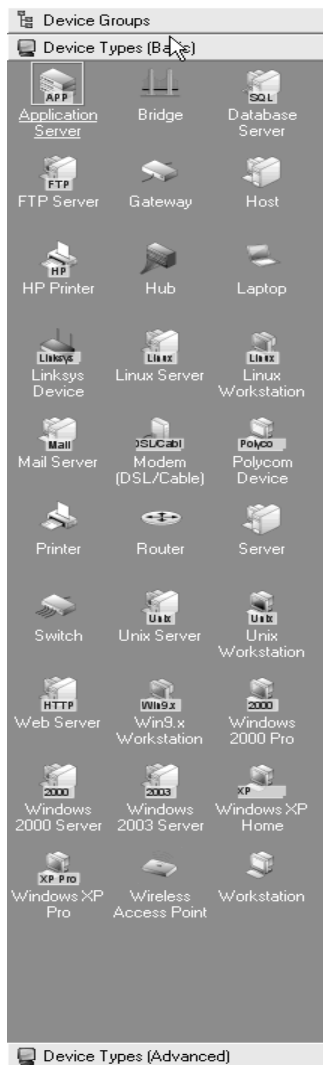 Device Groups
Device Types (Basic)
APP
SQL
Application Bridge Database
Server Server
FTP
FTP Server Gateway Host
HP
HP Printer Hub Laptop
Linksys Linux Linux
Linksys Linux Server Linux
Device Workstation
Mail DSL/Cabl Polyco
Mail Server Modem Polycom
(DSL/Cable) Device
Printer Router Server
Unix Unix
Switch Unix Server Unix
Workstation
HTTP Win9.x 2000
Web Server Win9.x Windows
Workstation 2000 Pro
2000 2003 XP
Windows Windows Windows XP
2000 Server 2003 Server Home
XP Pro
Windows XP Wireless Workstation
Pro Access Point
Device Types (Advanced)